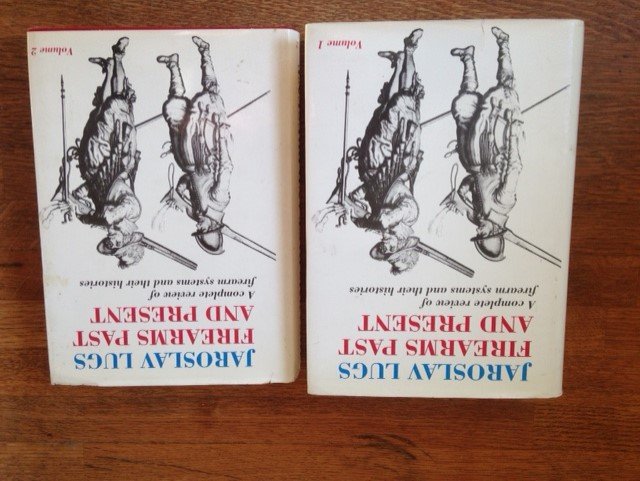 JAROSLAV LUGS
FIREARMS PAST
AND PRESENT
A complete review of
firearm systems and their histories
Volume 1
JAROSLAV LUGS
FIREARMS PAST
AND PRESENT
A complete review of
firearm systems and their histories
Volume 2